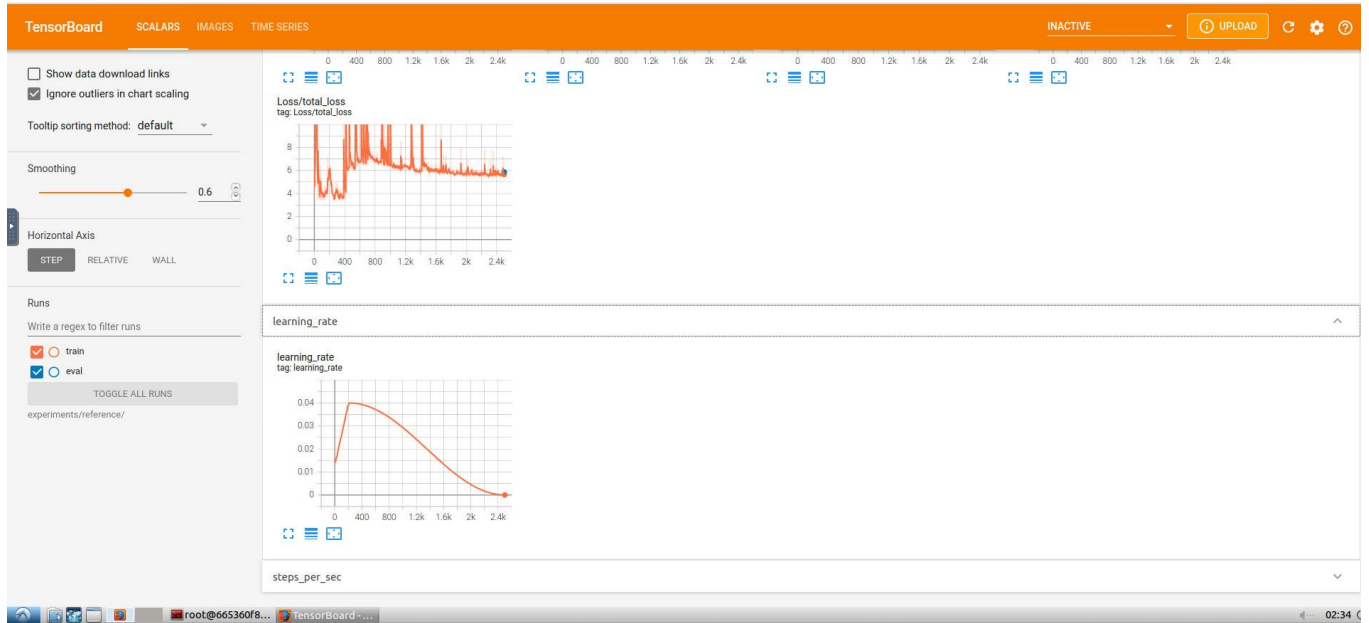 TensorBoard SCALARS IMAGES TIME SERIES INACTIVE UPLOAD
Show data download links
Ignore outliers in chart scaling
Tooltip sorting method: default
Smoothing
0.6
Horizontal Axis
STEP RELATIVE WALL
Runs
Write a regex to filter runs
train
eval
TOGGLE ALL RUNS
experiments/reference/
0 400 800 1.2k 1.6k 2k 2.4k 0 400 800 1.2k 1.6k 2k 2.4k 0 400 800 1.2k 1.6k 2k 2.4k 0 400 800 1.2k 1.6k 2k 2.4k
Loss/total_loss
tag: Loss/total_loss
8
6
4
2
0
0 400 800 1.2k 1.6k 2k 2.4k
learning_rate
learning_rate
tag: learning_rate
0.04
0.03
0.02
0.01
0
0 400 800 1.2k 1.6k 2k 2.4k
steps_per_sec
root@665360f8... TensorBoard -... 02:34